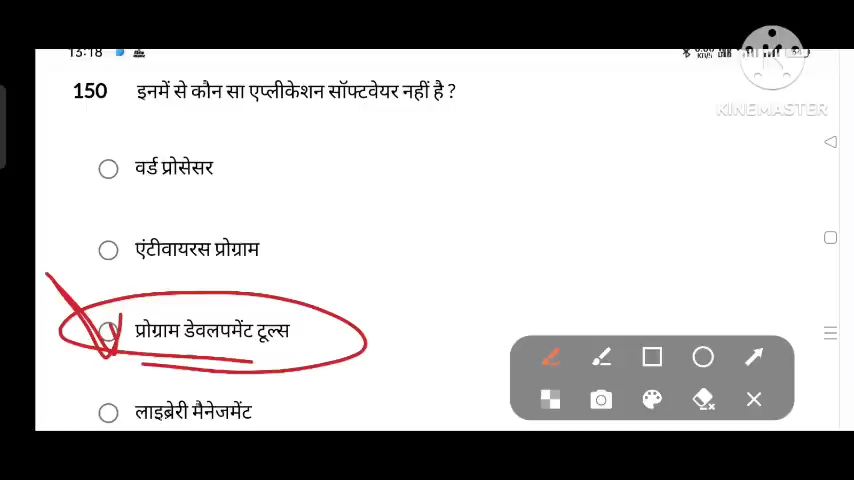 13:18
KINEMASTER
150 इनमें से कौन सा एप्लीकेशन सॉफ्टवेयर नहीं है ?
वर्ड प्रोसेसर
एंटीवायरस प्रोग्राम
प्रोग्राम डेवलपमेंट टूल्स
लाइब्रेरी मैनेजमेंट